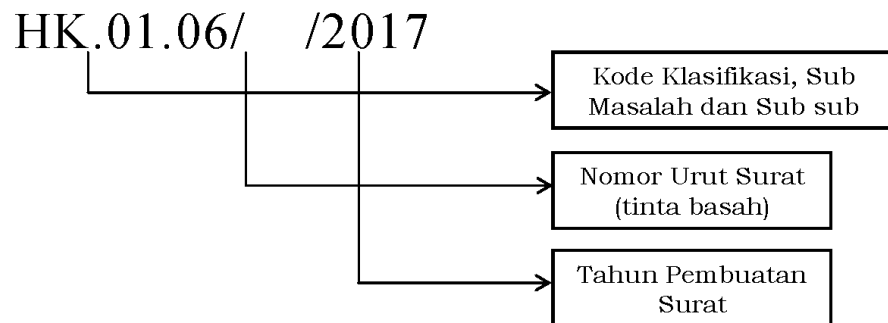 HK.01.06/ /2017
Kode Klasifikasi, Sub
Masalah dan Sub sub
Nomor Urut Surat
(tinta basah)
Tahun Pembuatan
Surat